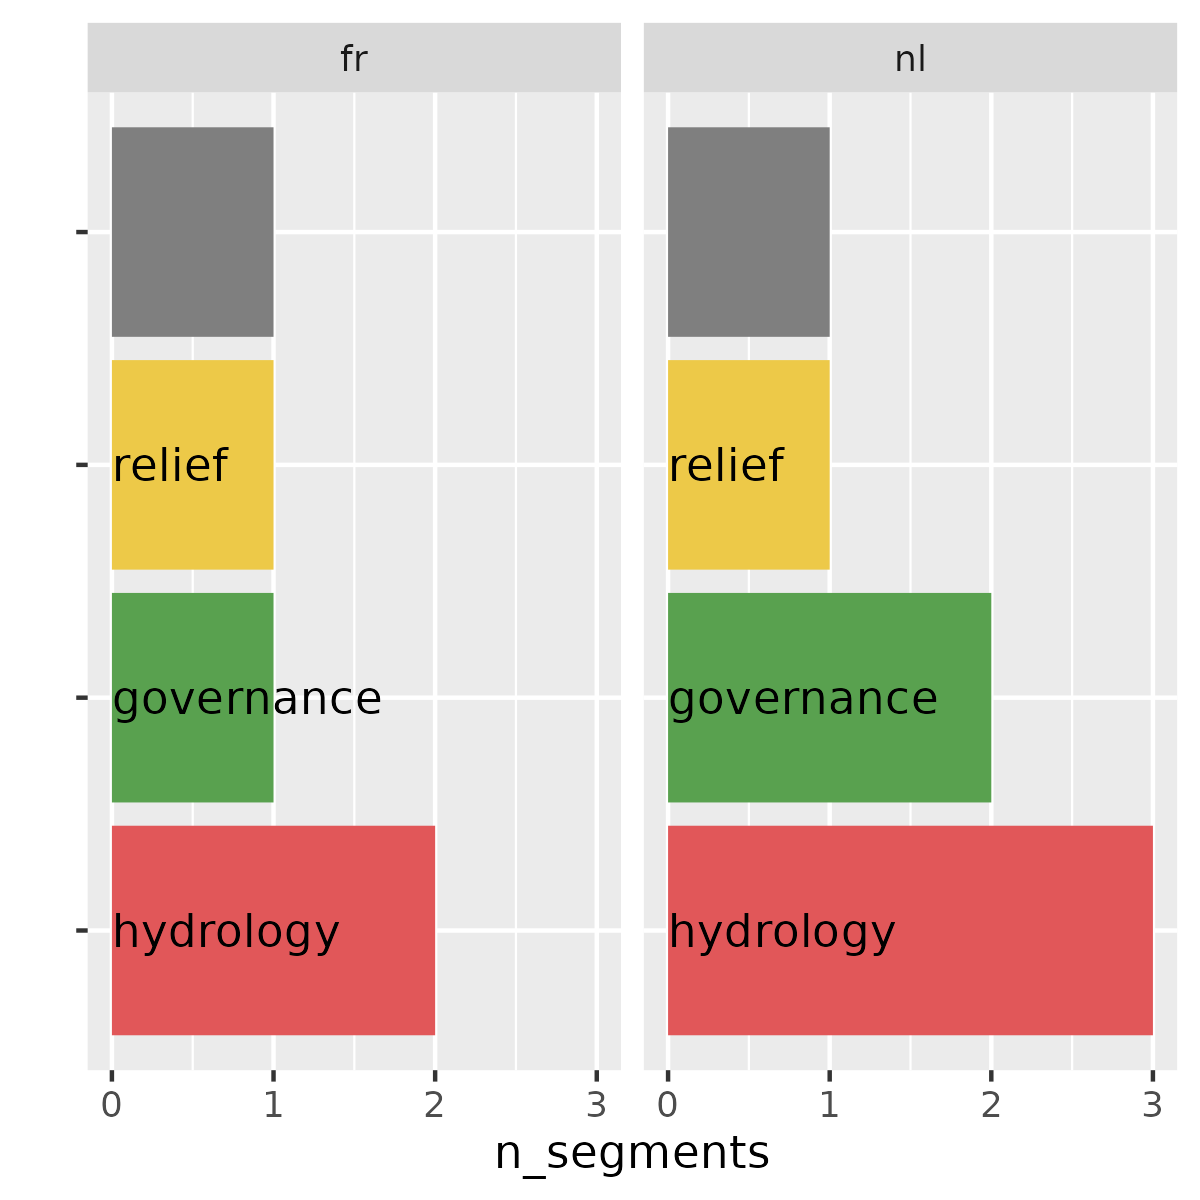 fr
nl
relief
relief
governance
governance
hydrology
hydrology
0 1 2 3 0 1 2 3
n_segments